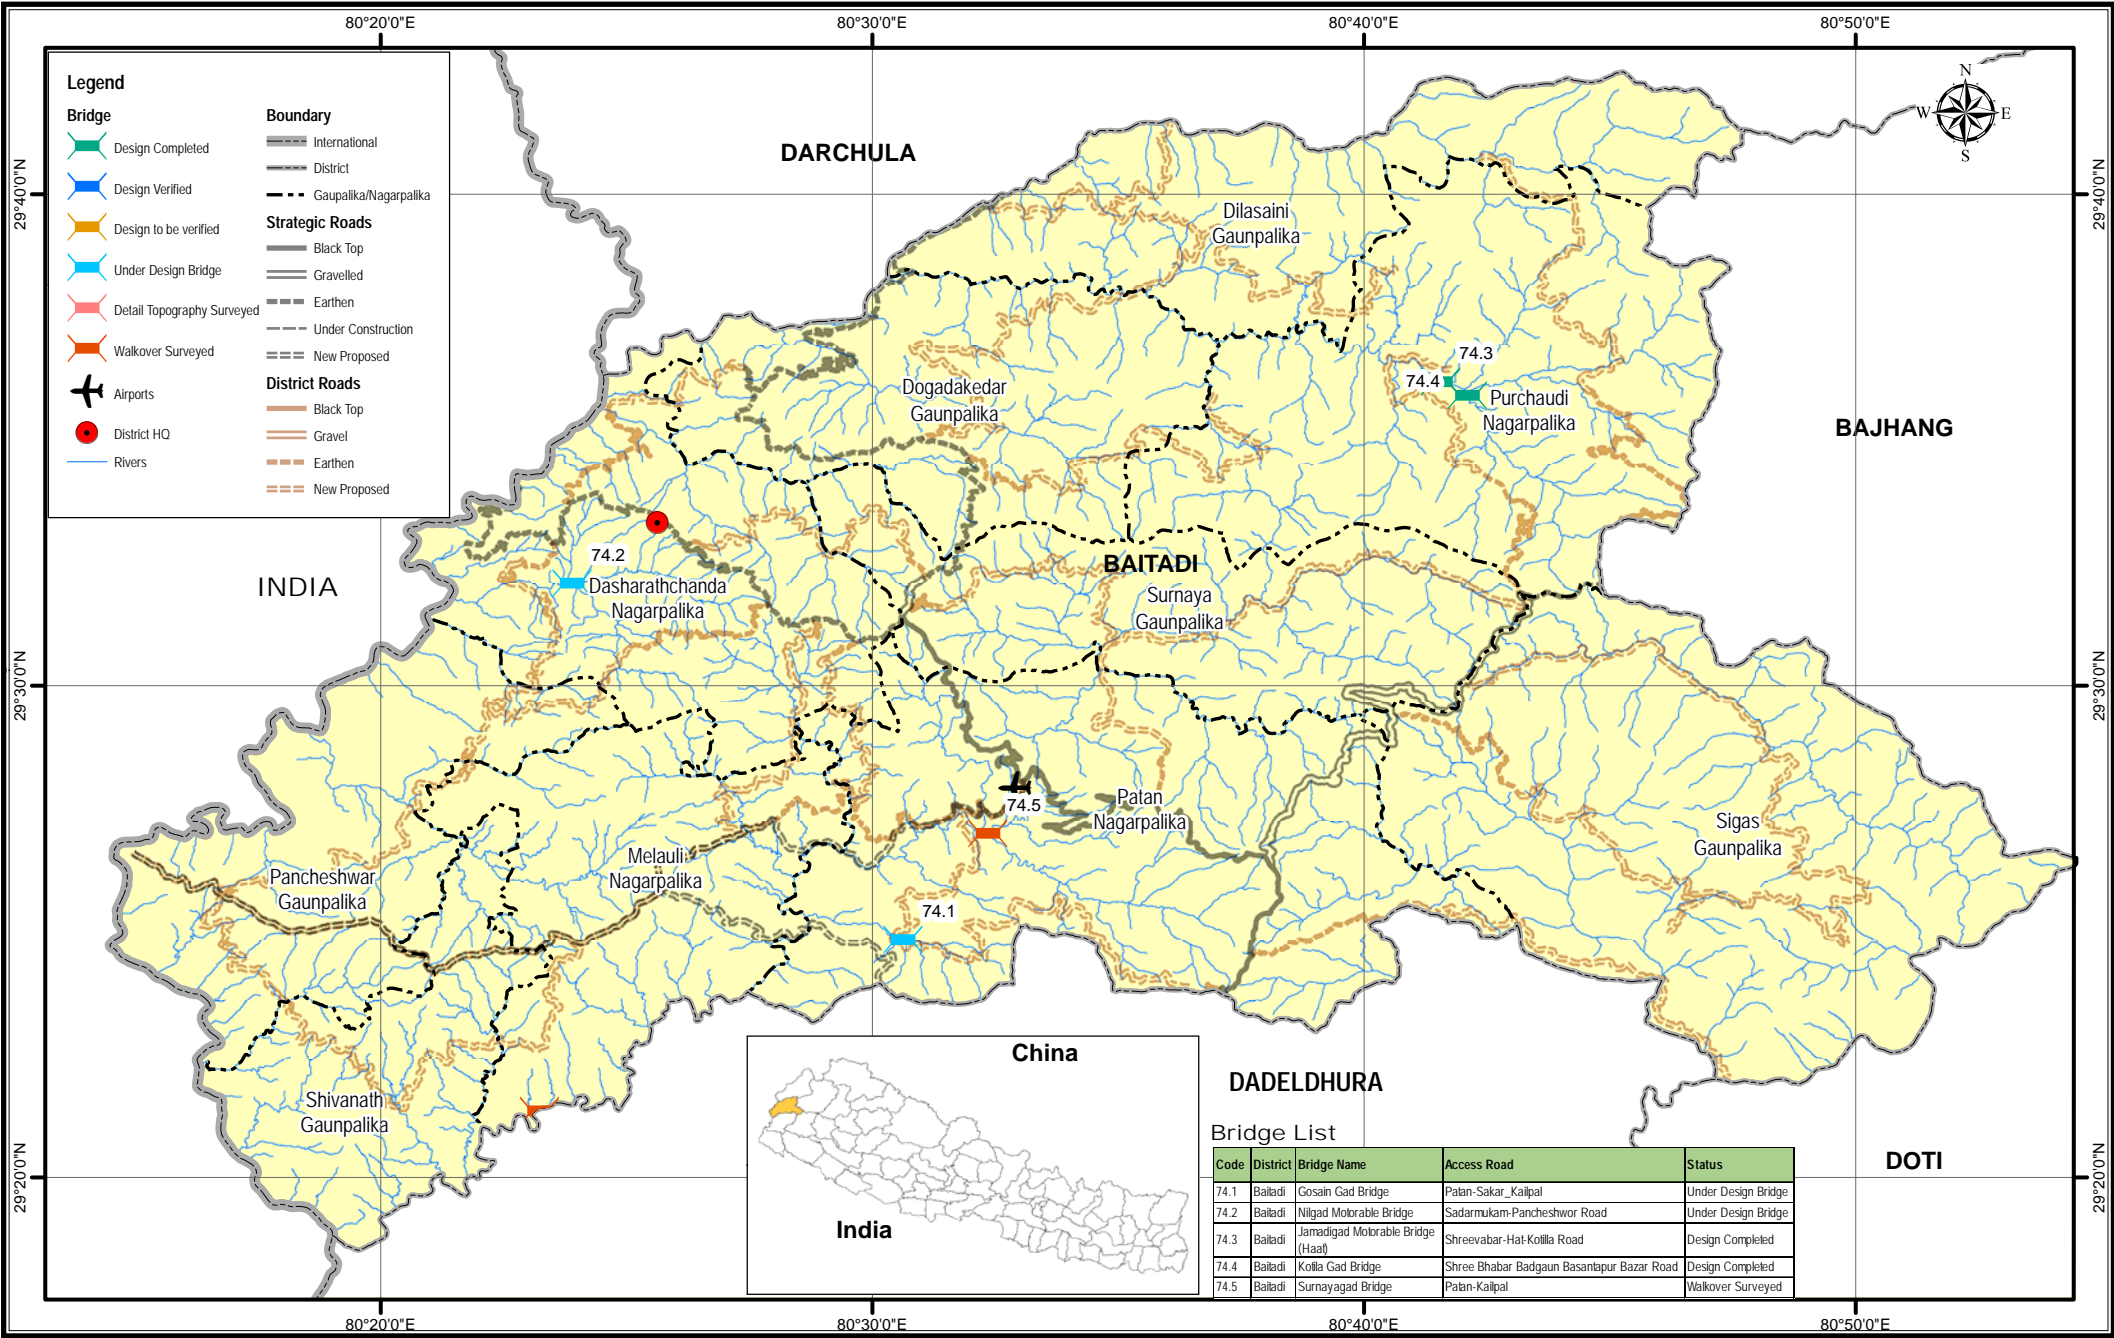 80°20'0"E 80°30'0"E 80°40'0"E 80°50'0"E
Legend
Bridge
Design Completed
Design Verified
Design to be verified
Under Design Bridge
Detail Topography Surveyed
Walkover Surveyed
Airports
District HQ
Rivers
Boundary
International
District
Gaupalika/Nagarpalika
Strategic Roads
Black Top
Gravelled
Earthen
Under Construction
New Proposed
District Roads
Black Top
Gravel
Earthen
New Proposed
N
W E
S
29°40'0"N 29°40'0"N
DARCHULA
Dilasaini
Gaunpalika
74.3
74.4
Purchaudi
Nagarpalika
Dogadakedar
Gaunpalika
BAJHANG
INDIA
74.2
Dasharathchanda
Nagarpalika
BAITADI
Surnaya
Gaunpalika
29°30'0"N 29°30'0"N
74.5
Patan
Nagarpalika
Sigas
Gaunpalika
Melauli
Nagarpalika
Pancheshwar
Gaunpalika
74.1
Shivanath
Gaunpalika
China
India
DADELDHURA
DOTI
29°20'0"N 29°20'0"N
Bridge List
Code District Bridge Name Access Road Status
74.1 Baitadi Gosain Gad Bridge Patan-Sakar_Kailpal Under Design Bridge
74.2 Baitadi Nilgad Motorable Bridge Sadarmukam-Pancheshwor Road Under Design Bridge
74.3 Baitadi Jamadigad Motorable Bridge (Haat) Shreevabar-Hat-Kotilla Road Design Completed
74.4 Baitadi Kotila Gad Bridge Shree Bhabar Badgaun Basantapur Bazar Road Design Completed
74.5 Baitadi Surnayagad Bridge Patan-Kailpal Walkover Surveyed
80°20'0"E 80°30'0"E 80°40'0"E 80°50'0"E